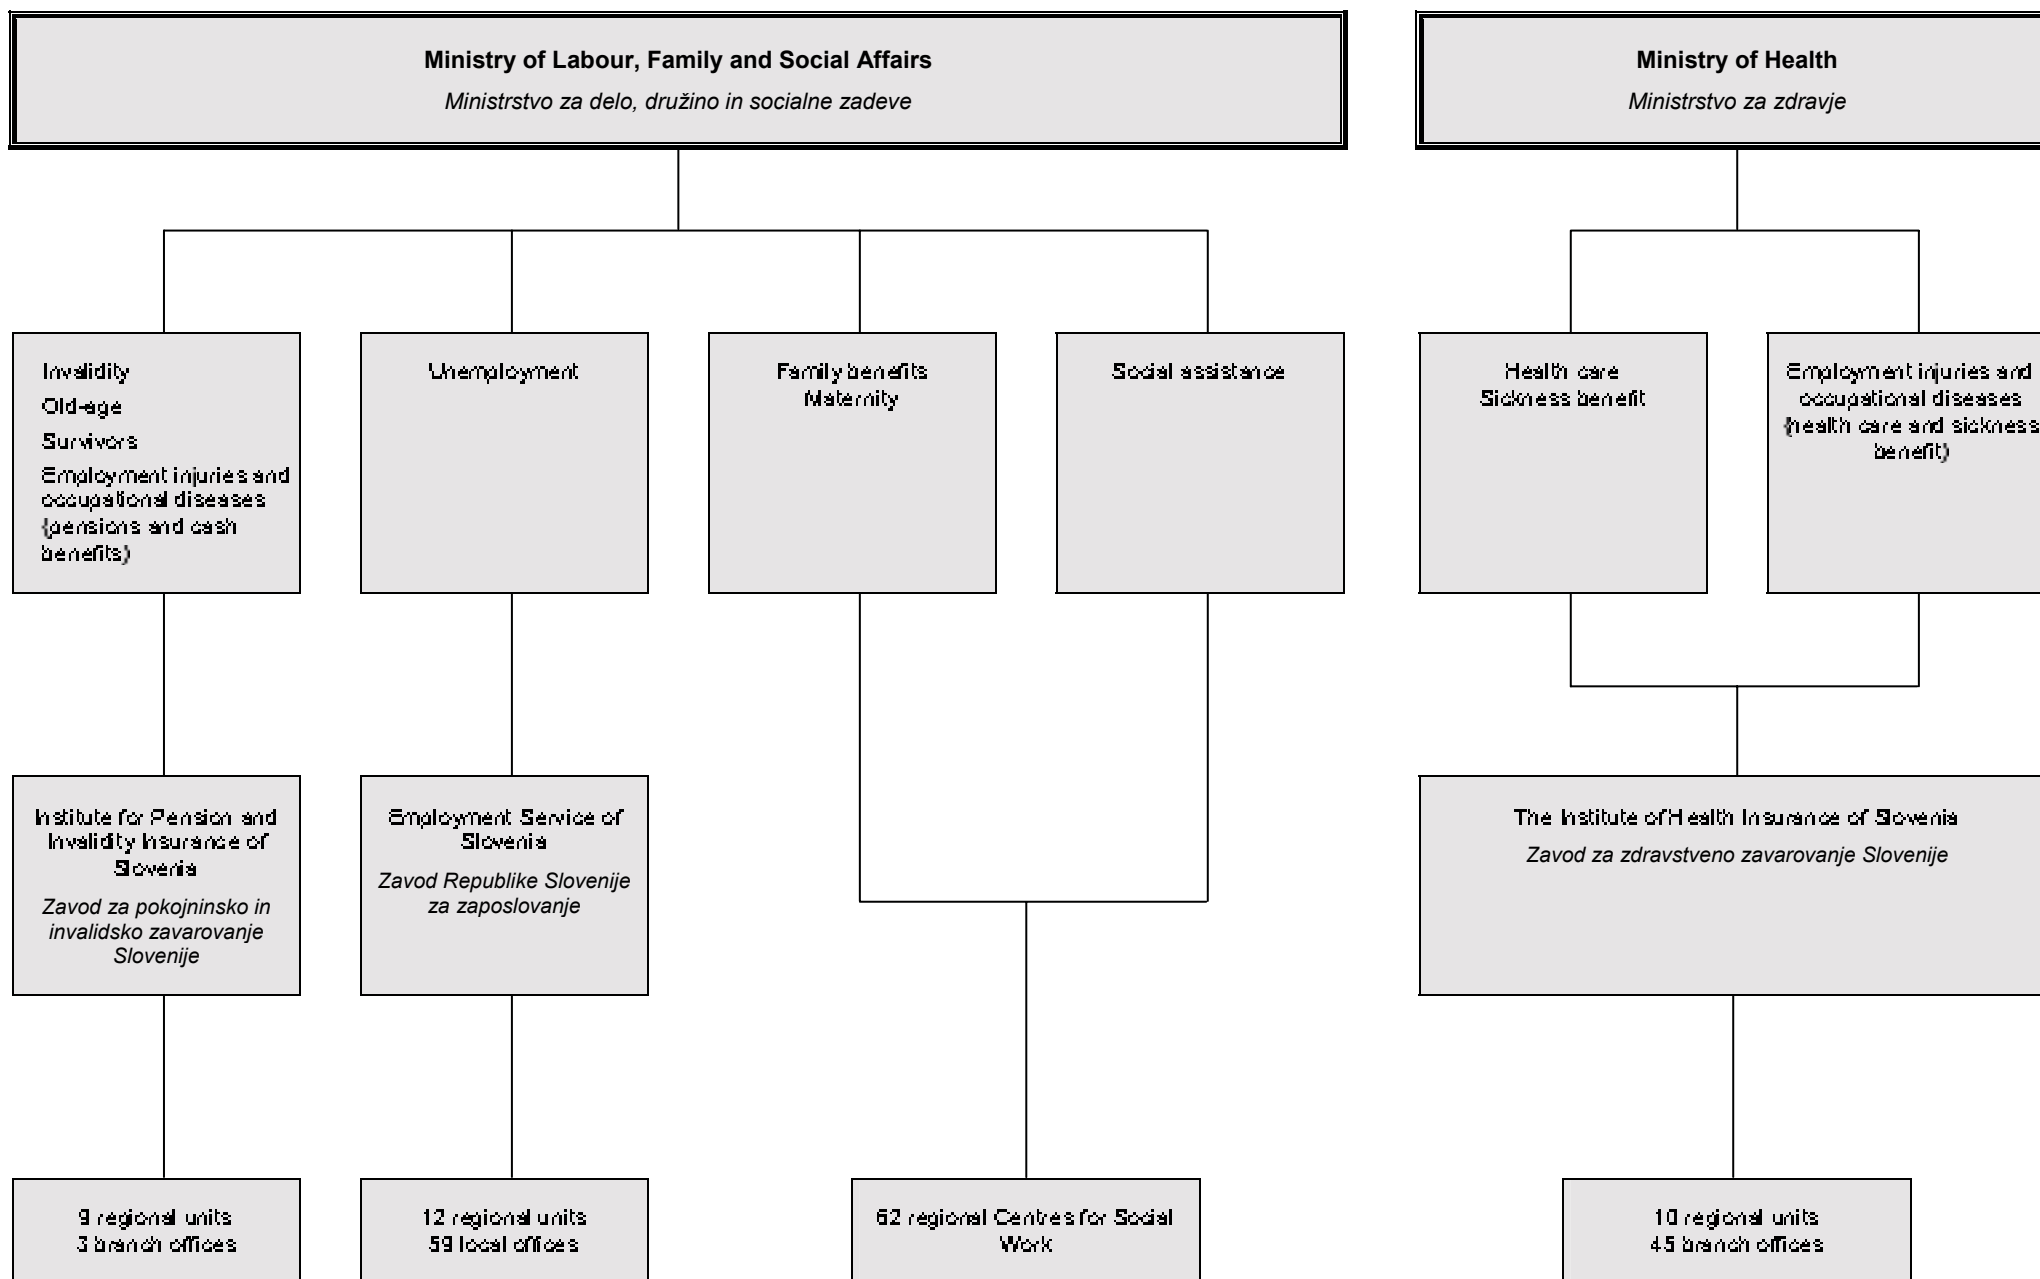 Ministry of Labour, Family and Social Affairs
Ministrstvo za delo, družino in socialne zadeve
Ministry of Health
Ministrstvo za zdravje
Invalidity
Old-age
Survivors
Employment injuries and
occupational diseases
(pensions and cash
benefits)
Unemployment
Family benefits
Maternity
Social assistance
Health care
Sickness benefit
Employment injuries and
occupational diseases
(health care and sickness
benefit)
Institute for Pension and
Invalidity Insurance of
Slovenia
Zavod za pokojninsko in
invalidsko zavarovanje
Slovenije
Employment Service of
Slovenia
Zavod Republike Slovenije
za zaposlovanje
The Institute of Health Insurance of Slovenia
Zavod za zdravstveno zavarovanje Slovenije
9 regional units
3 branch offices
12 regional units
59 local offices
62 regional Centres for Social
Work
10 regional units
45 branch offices